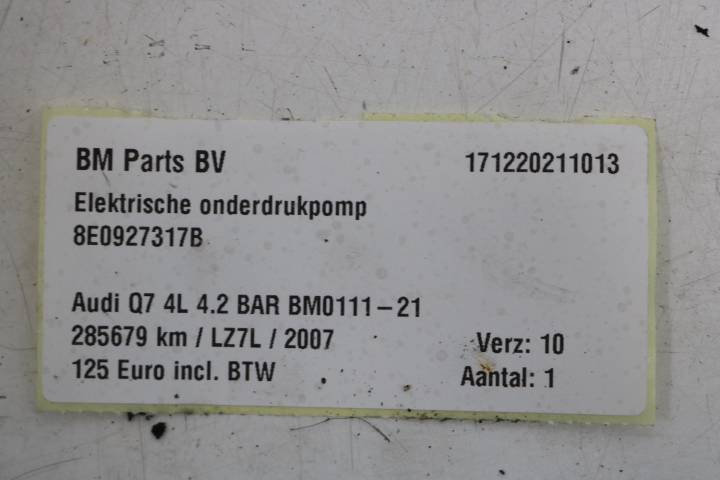 BM Parts BV 171220211013
Elektrische onderdrukpomp
8E0927317B
Audi Q7 4L 4.2 BAR BM0111-21
285679 km / LZ7L / 2007 Verz: 10
125 Euro incl. BTW Aantal: 1